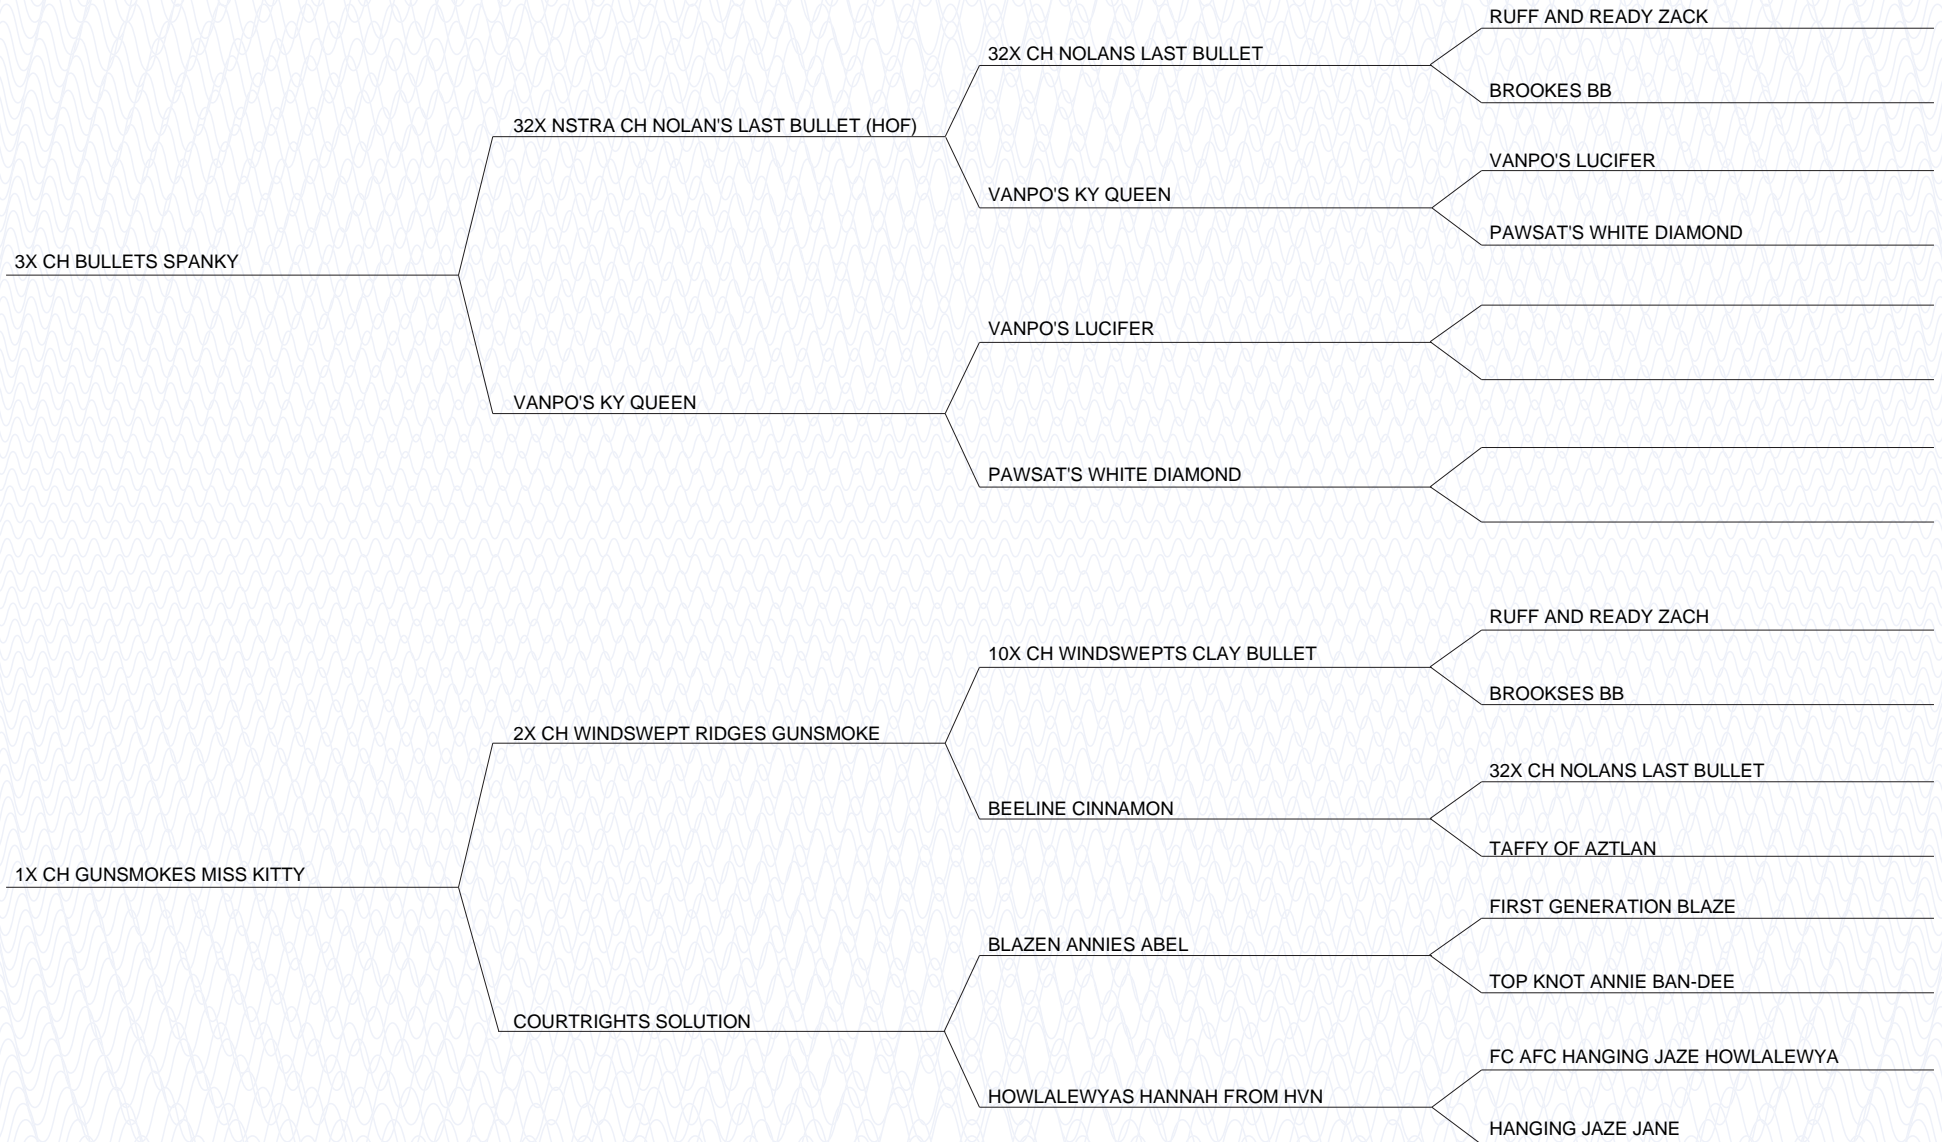 RUFF AND READY ZACK
32X CH NOLANS LAST BULLET
BROOKES BB
32X NSTRA CH NOLAN'S LAST BULLET (HOF)
VANPO'S LUCIFER
VANPO'S KY QUEEN
PAWSAT'S WHITE DIAMOND
3X CH BULLETS SPANKY
VANPO'S LUCIFER
VANPO'S KY QUEEN
PAWSAT'S WHITE DIAMOND
RUFF AND READY ZACH
10X CH WINDSWEPTS CLAY BULLET
BROOKSES BB
2X CH WINDSWEPT RIDGES GUNSMOKE
32X CH NOLANS LAST BULLET
BEELINE CINNAMON
TAFFY OF AZTLAN
1X CH GUNSMOKES MISS KITTY
FIRST GENERATION BLAZE
BLAZEN ANNIES ABEL
TOP KNOT ANNIE BAN-DEE
COURTRIGHTS SOLUTION
FC AFC HANGING JAZE HOWLALEWYA
HOWLALEWYAS HANNAH FROM HVN
HANGING JAZE JANE